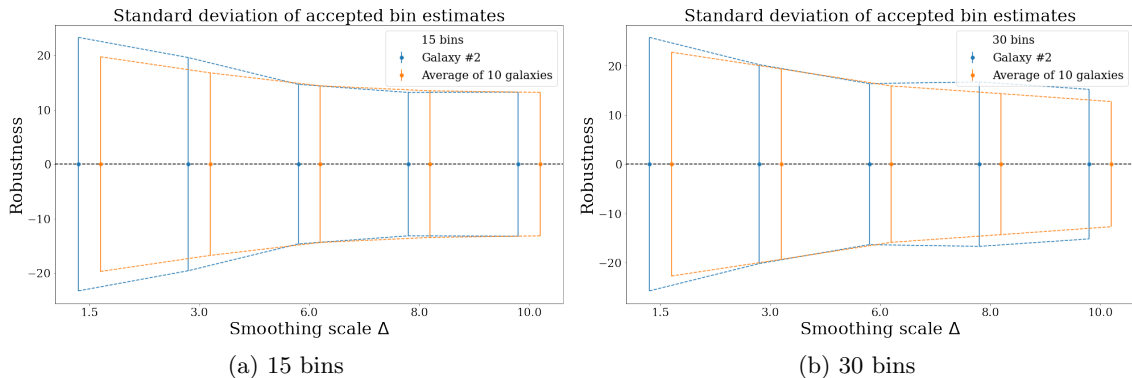 Standard deviation of accepted bin estimates
15 bins
Galaxy #2
Average of 10 galaxies
Robustness
20
10
0
−10
−20
1.5 3.0 6.0 8.0 10.0
Smoothing scale Δ
(a) 15 bins
Standard deviation of accepted bin estimates
30 bins
Galaxy #2
Average of 10 galaxies
Robustness
20
10
0
−10
−20
1.5 3.0 6.0 8.0 10.0
Smoothing scale Δ
(b) 30 bins